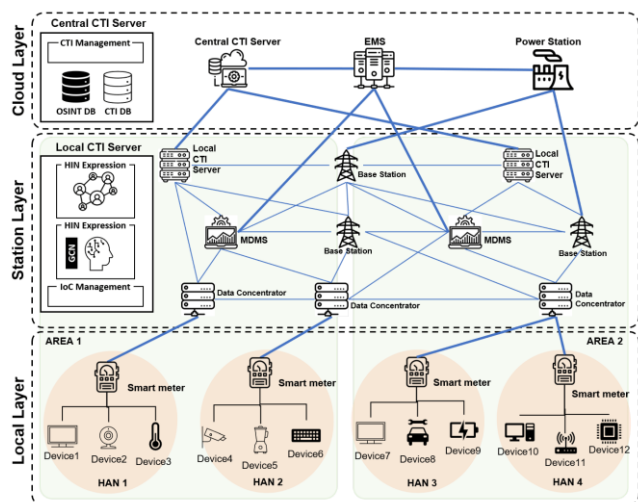 Cloud Layer
Central CTI Server
CTI Management
OSINT DB
CTI DB
Central CTI Server
EMS
Power Station
Station Layer
Local CTI Server
HIN Expression
HIN Expression
GCN
IoC Management
Local
CTI
Server
Base Station
Local
CTI
Server
MDMS
Base Station
MDMS
Base Station
Data Concentrator
Data Concentrator
Data
Concentrator
Local Layer
AREA 1
AREA 2
Smart meter
Smart meter
Smart meter
Smart meter
Device1
Device2
Device3
HAN 1
Device4
Device5
Device6
HAN 2
Device7
Device8
Device9
HAN 3
Device10
Device11
Device12
HAN 4